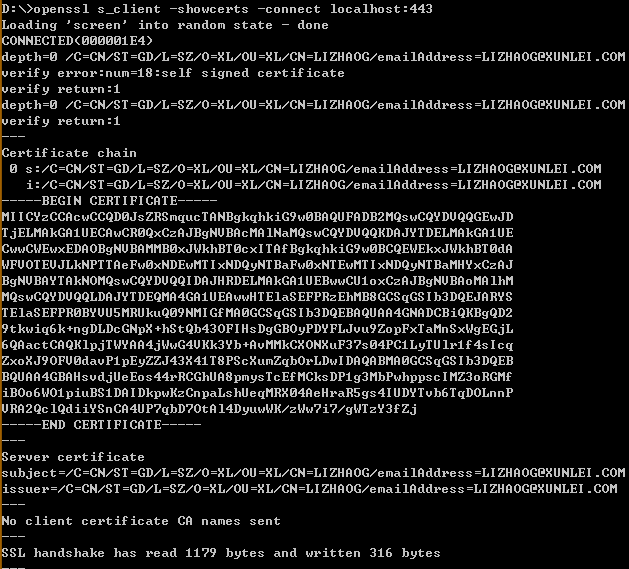 D:\>openssl s_client -showcerts -connect localhost:443
Loading 'screen' into random state - done
CONNECTED(000001E4)
depth=0 /C=CN/ST=GD/L=SZ/O=XL/OU=XL/CN=LIZHAOG/emailAddress=LIZHAOG@XUNLEI.COM
verify error:num=18:self signed certificate
verify return:1
depth=0 /C=CN/ST=GD/L=SZ/O=XL/OU=XL/CN=LIZHAOG/emailAddress=LIZHAOG@XUNLEI.COM
verify return:1
---
Certificate chain
 0 s:/C=CN/ST=GD/L=SZ/O=XL/OU=XL/CN=LIZHAOG/emailAddress=LIZHAOG@XUNLEI.COM
   i:/C=CN/ST=GD/L=SZ/O=XL/OU=XL/CN=LIZHAOG/emailAddress=LIZHAOG@XUNLEI.COM
-----BEGIN CERTIFICATE-----
MIICYzCCAcwCCQD0JsZRSmqucTANBgkqhkiG9w0BAQUFADB2MQswCQYDVQQGEwJD
TjELMAkGA1UECAwCR0QxCzAJBgNVBAcMAlNaMQswCQYDVQQKDAJYTDELMAkGA1UE
CwwCWEwxEDAOBgNVBAMMB0xJWkhBT0cxITAfBgkqhkiG9w0BCQEWEkxJWkhBT0dA
WFVOTEVJLkNPTTAeFw0xNDEwMTIxNDQyNTBaFw0xNTEwMTIxNDQyNTBaMHYxCzAJ
BgNVBAYTAkNOMQswCQYDVQQIDAJHRDELMAkGA1UEBwwCU1oxCzAJBgNVBAoMAlhM
MQswCQYDVQQLDAJYTDEQMA4GA1UEAwwHTElaSEFPRzEhMB8GCSqGSIb3DQEJARYS
TElaSEFPR0BYVU5MRUkuQ09NMIGfMA0GCSqGSIb3DQEBAQUAA4GNADCBiQKBgQD2
9tkwiq6k+ngDLDcGNpX+hStQb43OFIHsDgGBOyPDYFLJvu9ZopFxTaMnSxWgEGjL
6QAactCAQKlpjTWYAA4jWwG4VKk3Yb+AvMMkCXONXuF37s04PC1LyTUlr1f4sIcq
ZxoXJ9OFU0davP1pEyZZJ43X41T8PScXumZqbOrLDwIDAQABMA0GCSqGSIb3DQEB
BQUAA4GBAHsvdjUeEos44rRCGhUA8pmysTcEfMCksDP1g3MbPwhppscIMZ3oRGMf
iBOo6WO1piuBS1DAIDkpwKzCnpaLshUeqMRX04AeHraR5gs4IUDYTvb6TqDOLnnP
VRA2QclQdiiYSnCA4UP7qbD7OtAl4DyuwWK/zWw7i7/gWTzY3fZj
-----END CERTIFICATE-----
---
Server certificate
subject=/C=CN/ST=GD/L=SZ/O=XL/OU=XL/CN=LIZHAOG/emailAddress=LIZHAOG@XUNLEI.COM
issuer=/C=CN/ST=GD/L=SZ/O=XL/OU=XL/CN=LIZHAOG/emailAddress=LIZHAOG@XUNLEI.COM
---
No client certificate CA names sent
---
SSL handshake has read 1179 bytes and written 316 bytes
---